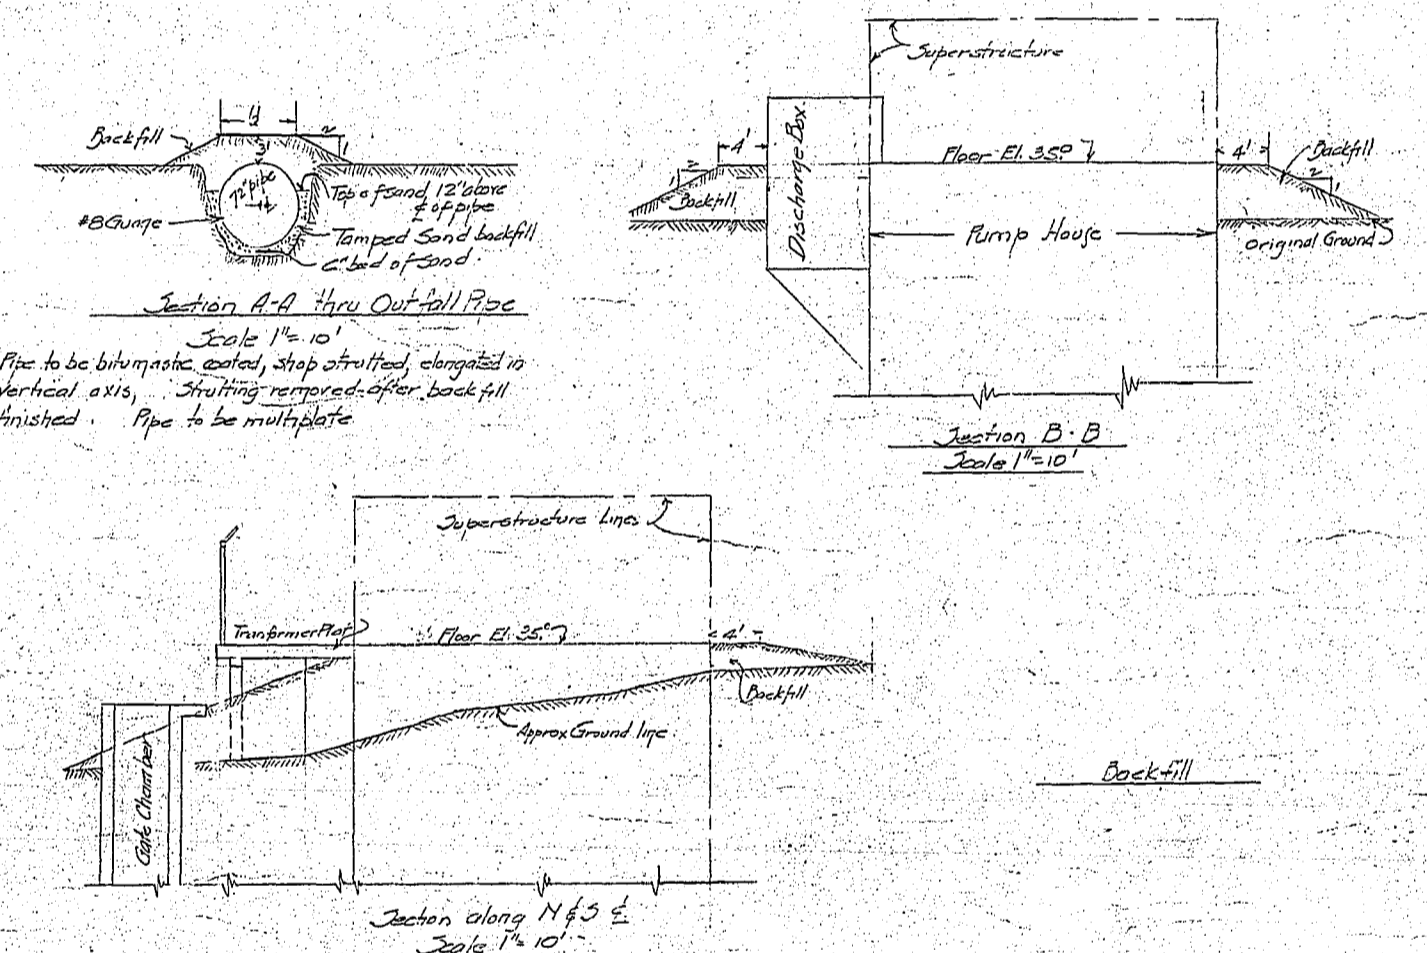 Backfill
2
1
72" pipe
#8 Guage
Top of sand 12" above
℄ of pipe
Tamped Sand backfill
6" bed of sand.
Section A-A thru Outfall Pipe
Scale 1"=10'
Pipe to be bitumastic coated, shop strutted, elongated in
vertical axis, Strutting removed after backfill
finished. Pipe to be multiplate
Superstructure
Discharge Box
4'
2
1
Backfill
Floor El. 35.0
Pump House
4'
Backfill
2
1
Original Ground
Section B-B
Scale 1"=10'
Superstructure Lines
Tranformer Plat
Floor El. 35.0
4'
Backfill
Approx Ground line.
Gate Chamber
Section along N & S ℄
Scale 1"=10'
Backfill